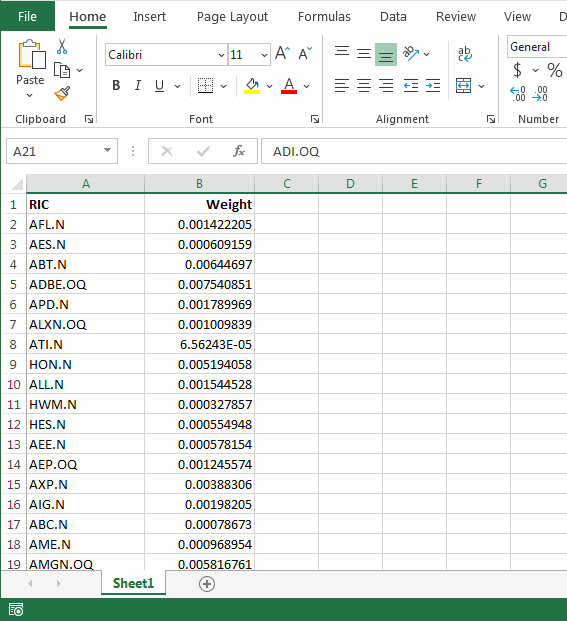 File Home Insert Page Layout Formulas Data Review View D
Paste
Calibri 11 A A
B I U A
ab
General
$ %
.00 .00
Clipboard Font Alignment Number
A21 fx ADI.OQ
A B C D E F G
1 RIC Weight
2 AFL.N 0.001422205
3 AES.N 0.000609159
4 ABT.N 0.00644697
5 ADBE.OQ 0.007540851
6 APD.N 0.001789969
7 ALXN.OQ 0.001009839
8 ATI.N 6.56243E-05
9 HON.N 0.005194058
10 ALL.N 0.001544528
11 HWM.N 0.000327857
12 HES.N 0.000554948
13 AEE.N 0.000578154
14 AEP.OQ 0.001245574
15 AXP.N 0.00388306
16 AIG.N 0.00198205
17 ABC.N 0.00078673
18 AME.N 0.000968954
19 AMGN.OQ 0.005816761
Sheet1